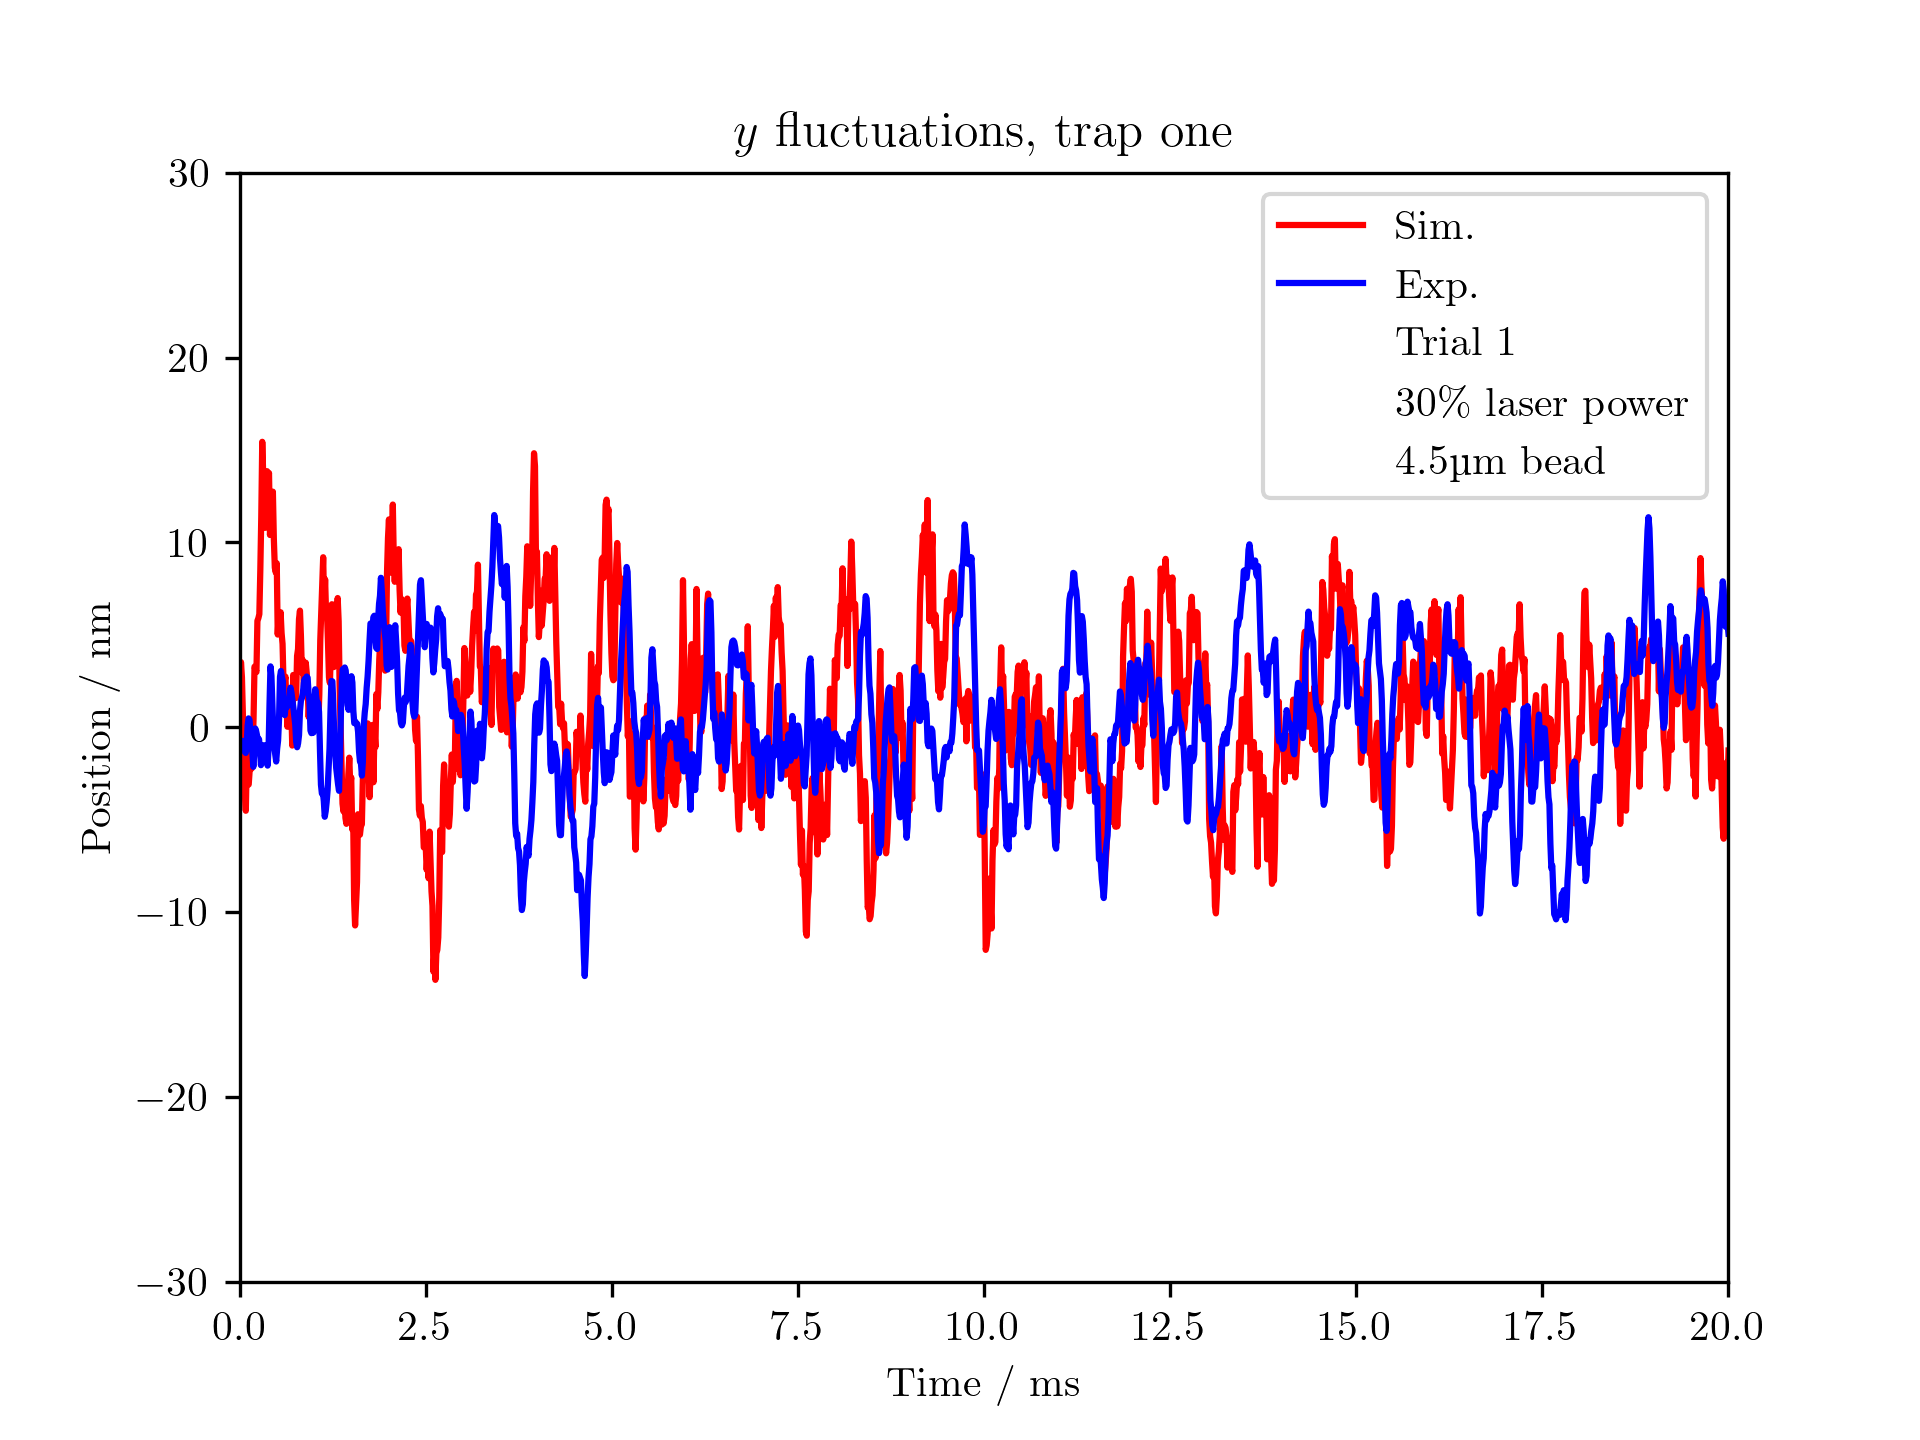 y fluctuations, trap one
Sim.
Exp.
Trial 1
30% laser power
4.5µm bead
Position / nm
30
20
10
0
−10
−20
−30
0.0 2.5 5.0 7.5 10.0 12.5 15.0 17.5 20.0
Time / ms